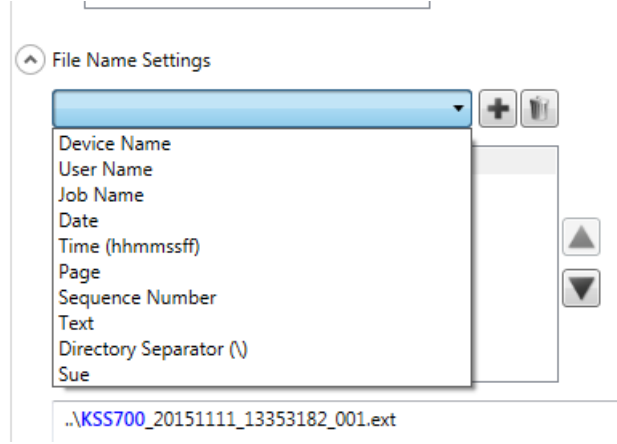 File Name Settings
Device Name
User Name
Job Name
Date
Time (hhmmssff)
Page
Sequence Number
Text
Directory Separator (\)
Sue
..\KSS700_20151111_13353182_001.ext